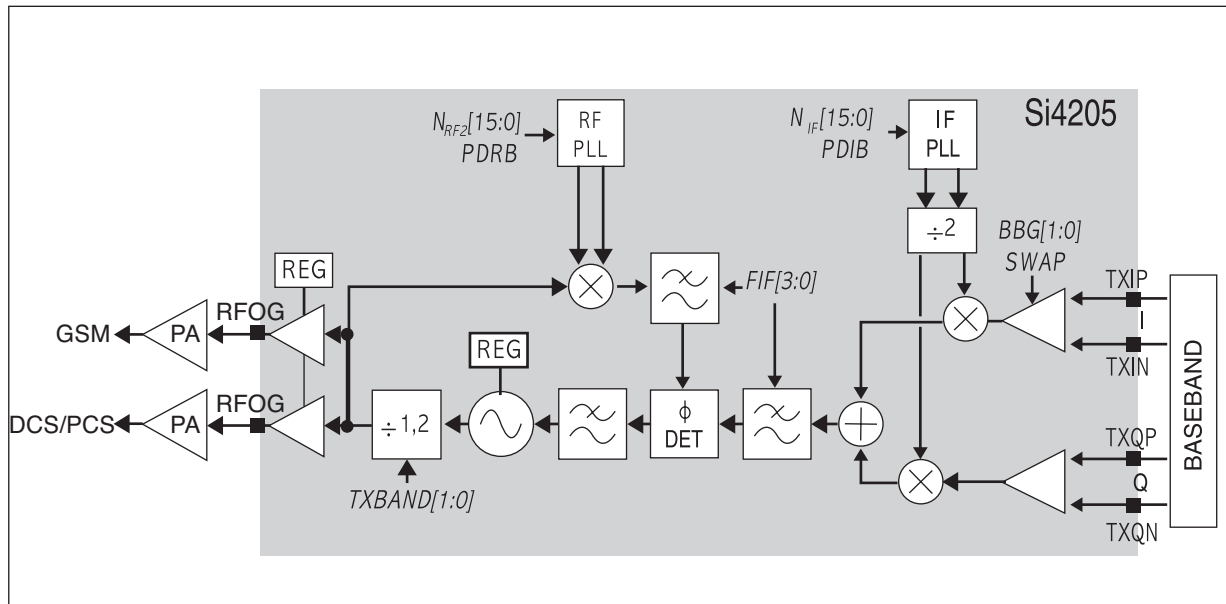 Si4205
N_RF2[15:0]
PDRB
RF
PLL
N_IF[15:0]
PDIB
IF
PLL
÷2
BBG[1:0]
SWAP
REG
FIF[3:0]
TXIP
I
TXIN
GSM
PA
RFOG
REG
DCS/PCS
PA
RFOG
÷1,2
ϕ
DET
TXBAND[1:0]
TXQP
Q
TXQN
BASEBAND